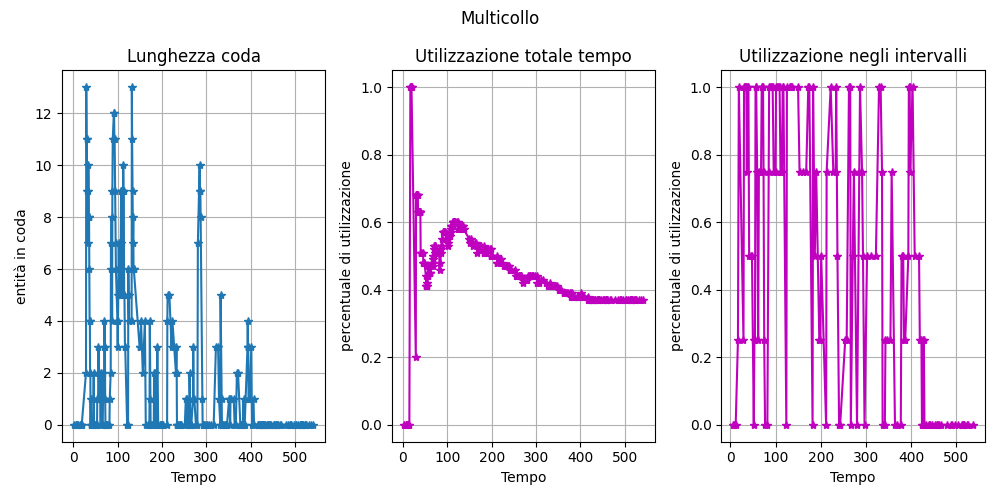 Multicollo
Lunghezza coda
entità in coda
12
10
8
6
4
2
0
0 100 200 300 400 500
Tempo
Utilizzazione totale tempo
percentuale di utilizzazione
1.0
0.8
0.6
0.4
0.2
0.0
0 100 200 300 400 500
Tempo
Utilizzazione negli intervalli
percentuale di utilizzazione
1.0
0.8
0.6
0.4
0.2
0.0
0 100 200 300 400 500
Tempo